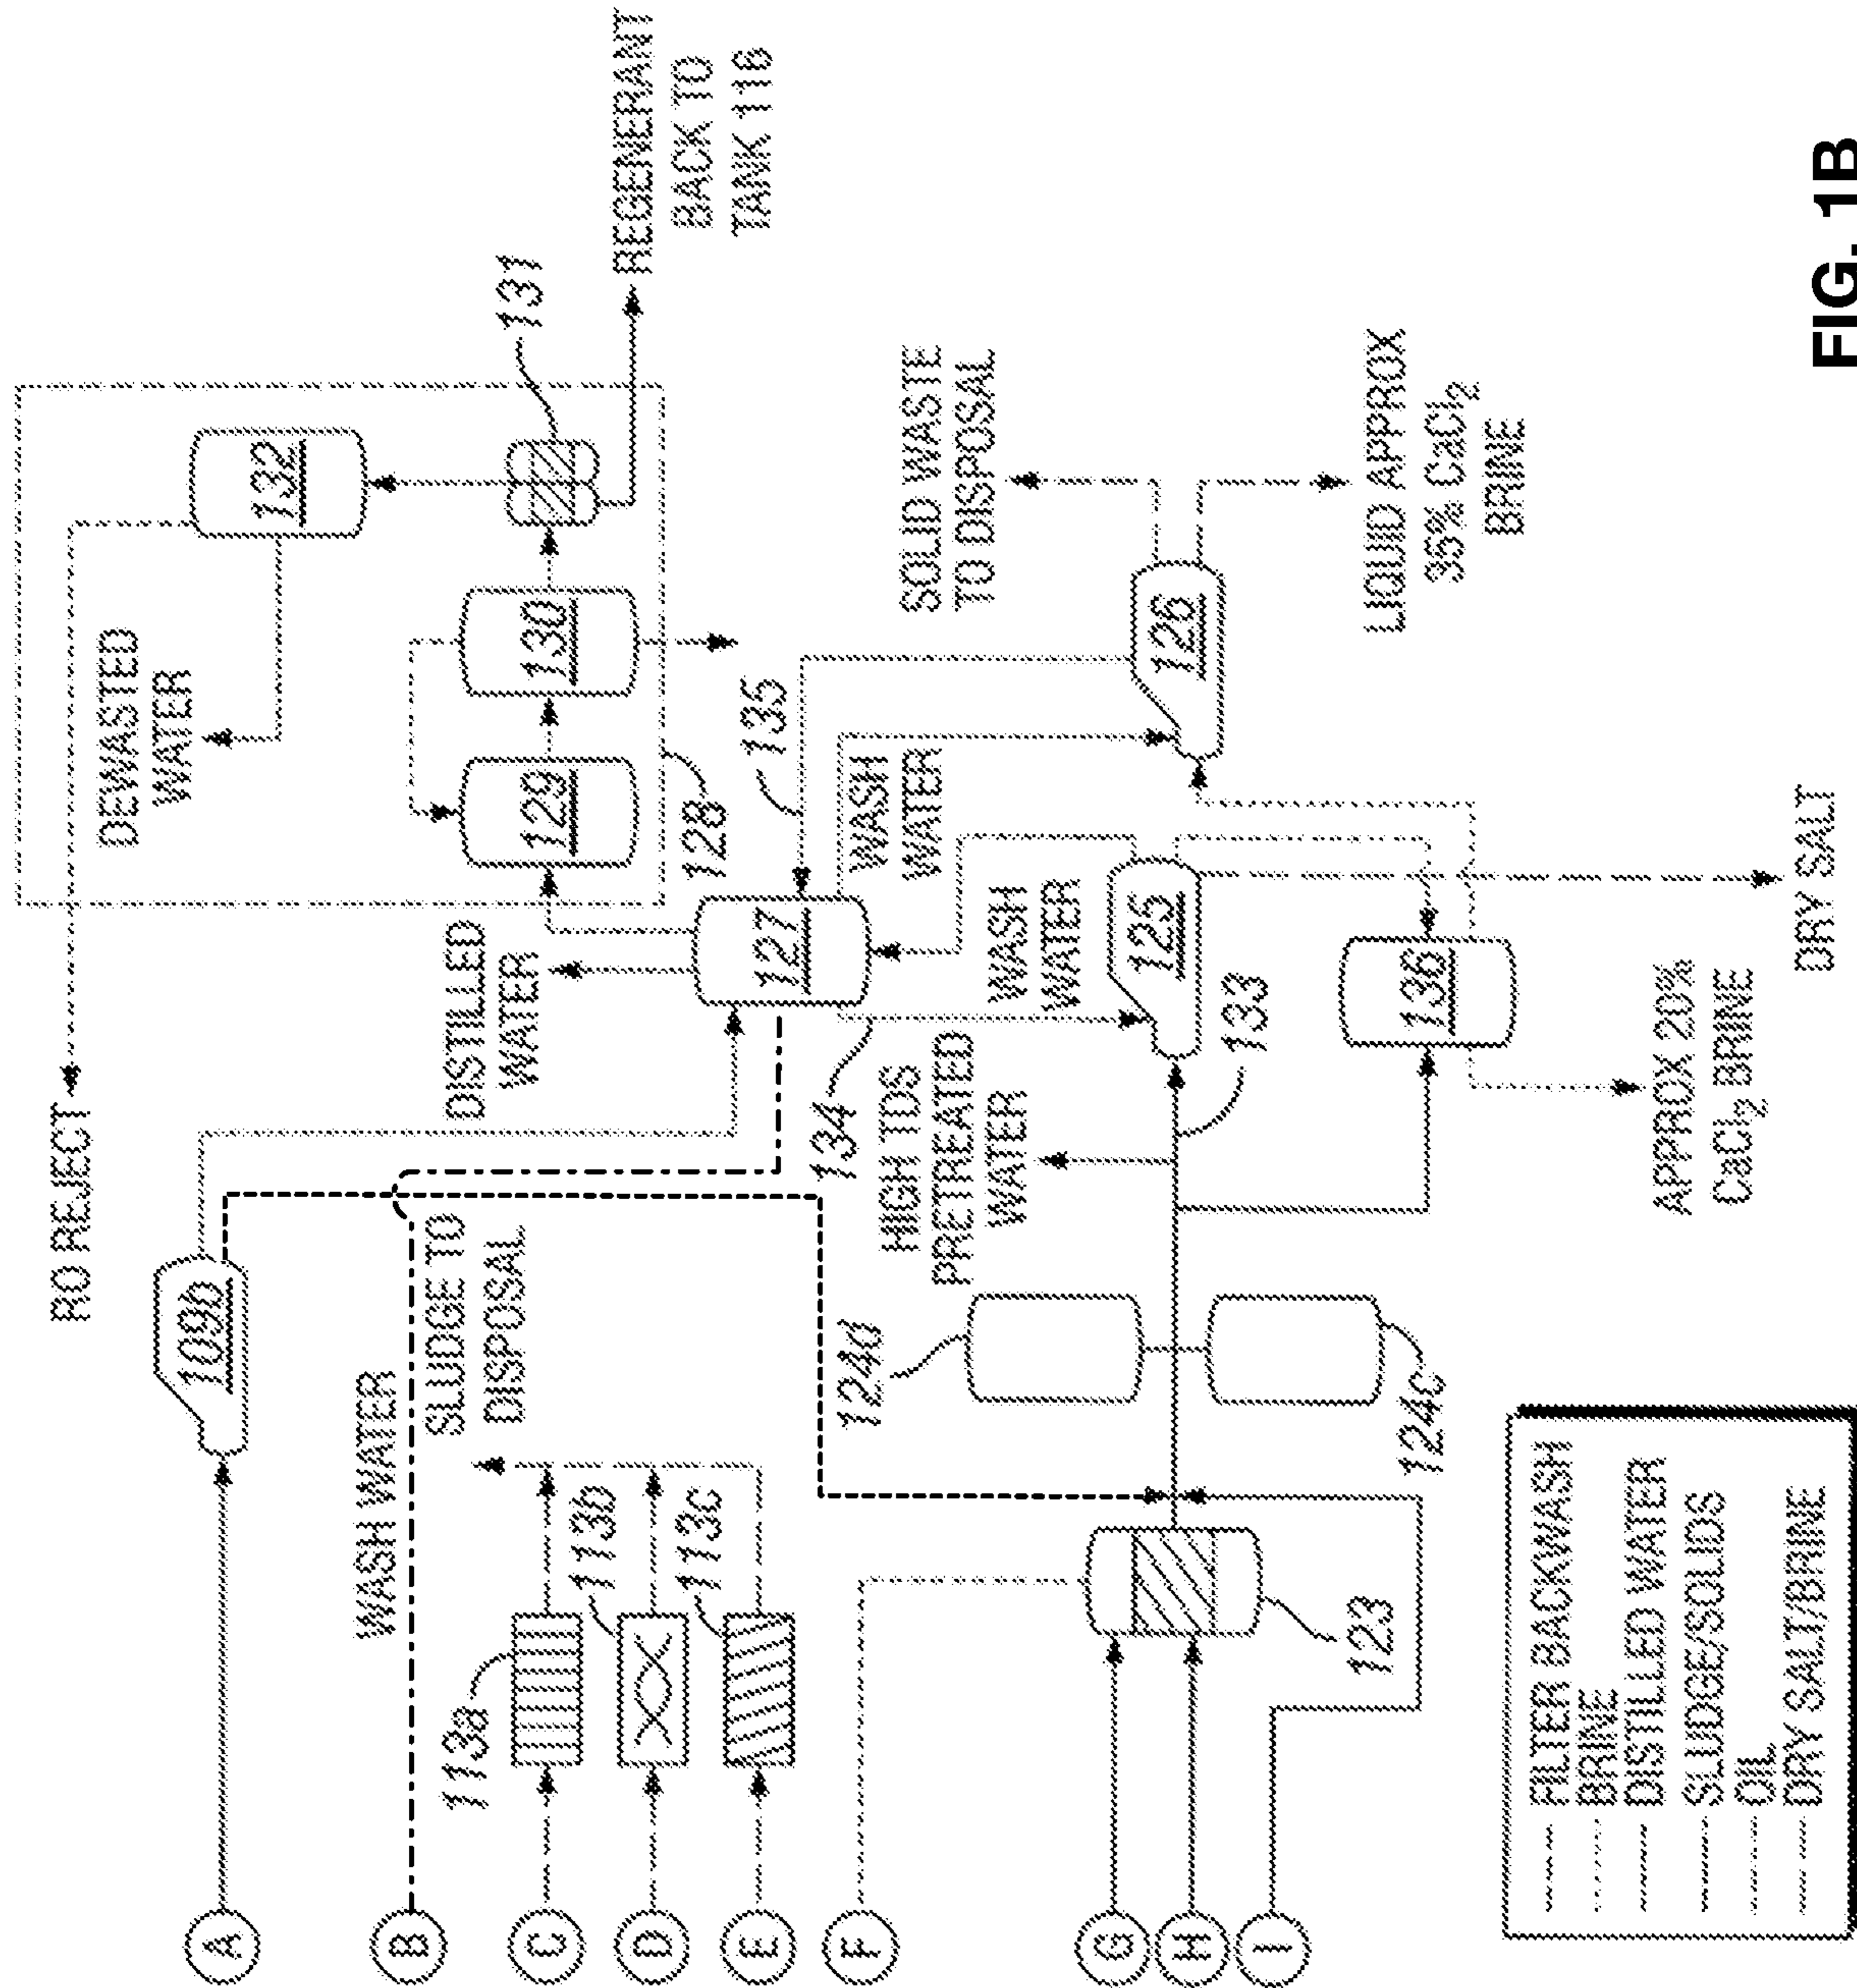 RO REJECT
DEWASTED
WATER
132
131
REGENERANT
BACK TO
TANK 116
109b
129
130
128
DISTILLED
WATER
127
135
WASH
WATER
SOLID WASTE
TO DISPOSAL
126
LIQUID APPROX
35% CaCl₂
BRINE
WASH WATER
SLUDGE TO
DISPOSAL
134
WASH
WATER
125
133
HIGH TDS
PRETREATED
WATER
136
APPROX 20%
CaCl₂ BRINE
DRY SALT
113a
113b
113c
124d
124c
123
A
B
C
D
E
F
G
H
I
FILTER BACKWASH
BRINE
DISTILLED WATER
SLUDGE/SOLIDS
OIL
DRY SALT/BRINE
FIG. 1B